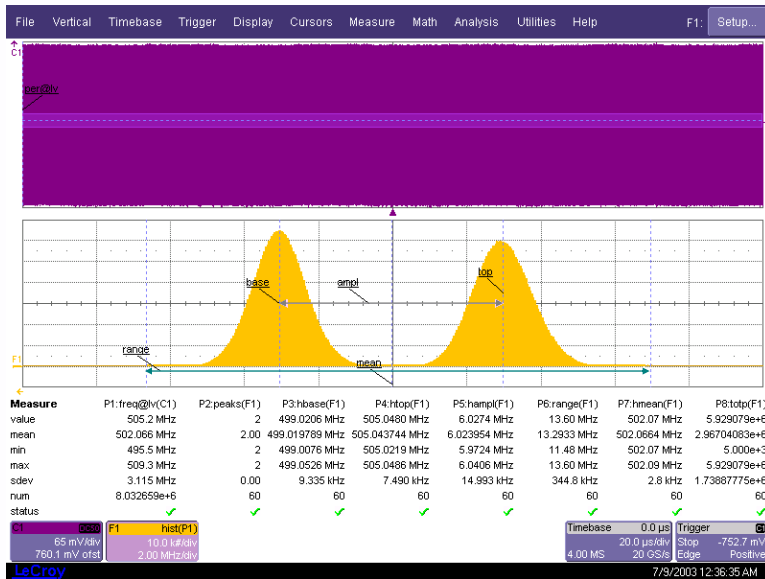 File Vertical Timebase Trigger Display Cursors Measure Math Analysis Utilities Help F1: Setup...
C1
per@lv
base ampl top
range
mean
F1
Measure P1:freq@lv(C1) P2:peaks(F1) P3:hbase(F1) P4:htop(F1) P5:hampl(F1) P6:range(F1) P7:hmean(F1) P8:totp(F1)
value 505.2 MHz 2 499.0206 MHz 505.0480 MHz 6.0274 MHz 13.60 MHz 502.07 MHz 5.929079e+6
mean 502.066 MHz 2.00 499.019789 MHz 505.043744 MHz 6.023954 MHz 13.2933 MHz 502.0664 MHz 2.96704083e+6
min 495.5 MHz 2 499.0076 MHz 505.0219 MHz 5.9724 MHz 11.48 MHz 502.07 MHz 5.000e+3
max 509.3 MHz 2 499.0526 MHz 505.0486 MHz 6.0406 MHz 13.60 MHz 502.09 MHz 5.929079e+6
sdev 3.115 MHz 0.00 9.335 kHz 7.490 kHz 14.993 kHz 344.8 kHz 2.8 kHz 1.73887775e+6
num 8.032659e+6 60 60 60 60 60 60 60
status
C1 DC50 F1 hist(P1) Timebase 0.0 µs Trigger C1
65 mV/div 10.0 k#/div 20.0 µs/div Stop -752.7 mV
760.1 mV ofst 2.00 MHz/div 4.00 MS 20 GS/s Edge Positive
LeCroy 7/9/2003 12:36:35 AM